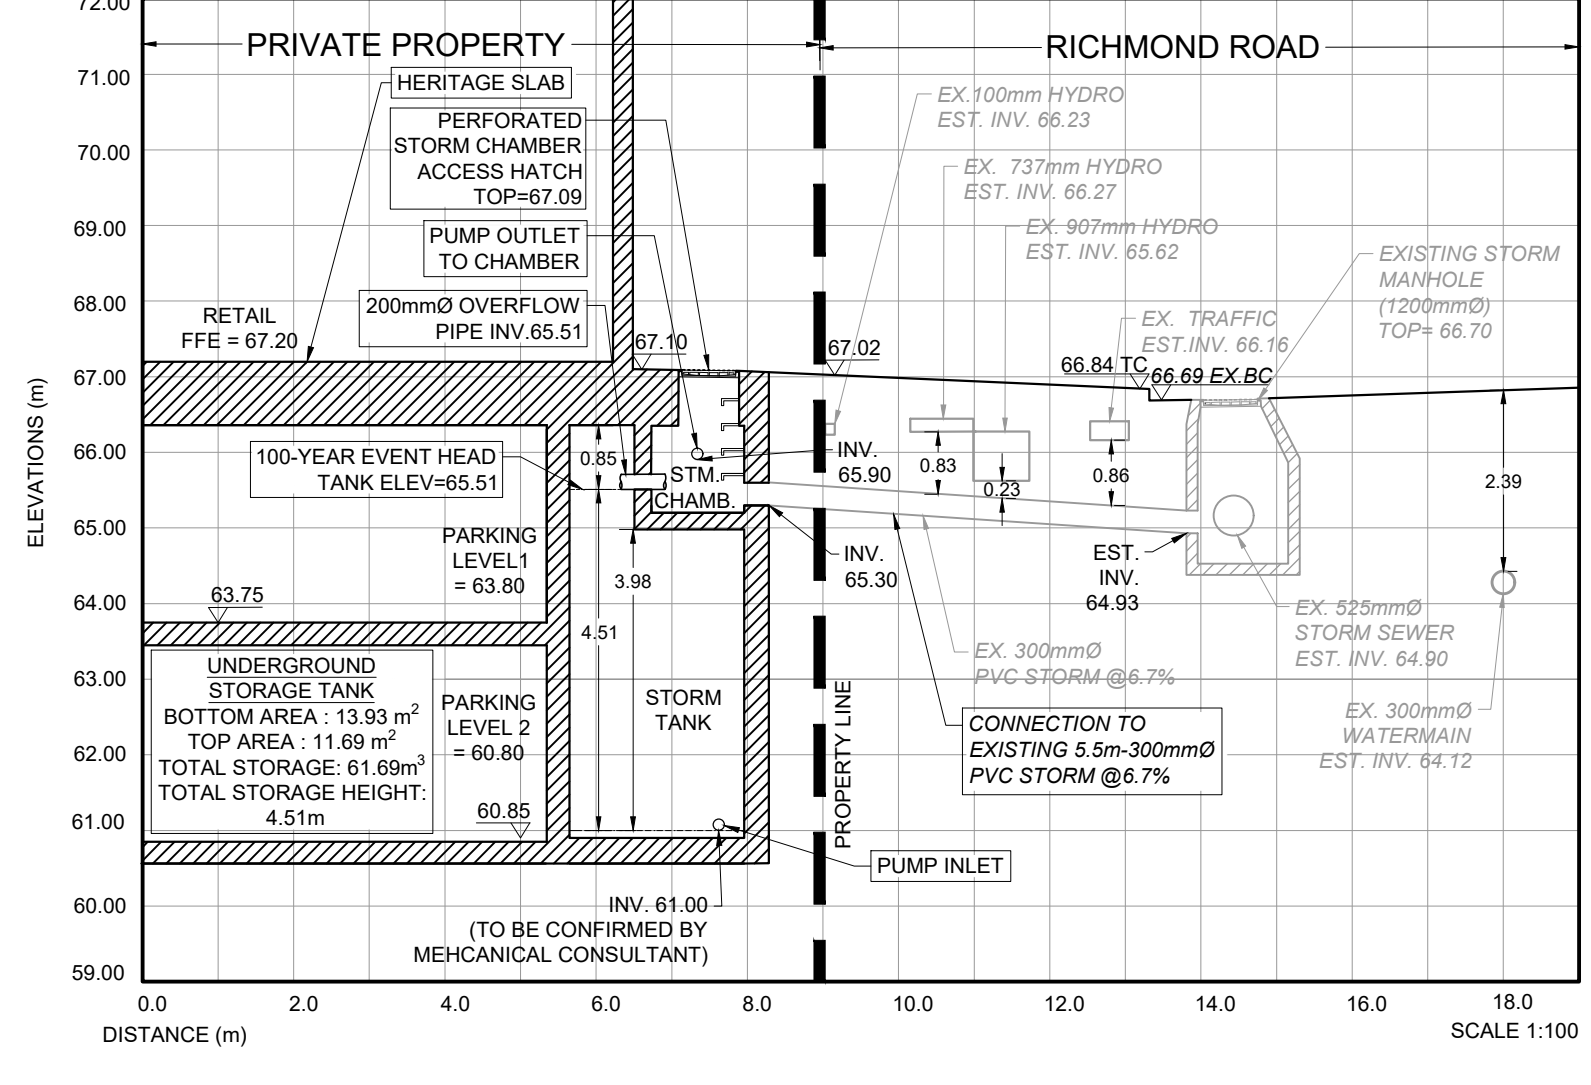 72.00
PRIVATE PROPERTY
RICHMOND ROAD
71.00
HERITAGE SLAB
PERFORATED
STORM CHAMBER
ACCESS HATCH
TOP=67.09
EX.100mm HYDRO
EST. INV. 66.23
70.00
EX. 737mm HYDRO
EST. INV. 66.27
69.00
PUMP OUTLET
TO CHAMBER
EX. 907mm HYDRO
EST. INV. 65.62
EXISTING STORM
MANHOLE
(1200mmØ)
TOP= 66.70
68.00
RETAIL
FFE = 67.20
200mmØ OVERFLOW
PIPE INV.65.51
67.10
67.02
EX. TRAFFIC
EST.INV. 66.16
66.84 TC
66.69 EX.BC
67.00
ELEVATIONS (m)
66.00
100-YEAR EVENT HEAD
TANK ELEV=65.51
0.85
STM.
CHAMB.
INV.
65.90
0.83
0.23
0.86
2.39
65.00
PARKING
LEVEL1
= 63.80
3.98
INV.
65.30
EST.
INV.
64.93
64.00
63.75
4.51
EX. 525mmØ
STORM SEWER
EST. INV. 64.90
EX. 300mmØ
PVC STORM @6.7%
63.00
UNDERGROUND
STORAGE TANK
BOTTOM AREA : 13.93 m²
TOP AREA : 11.69 m²
TOTAL STORAGE: 61.69m³
TOTAL STORAGE HEIGHT:
4.51m
PARKING
LEVEL 2
= 60.80
STORM
TANK
PROPERTY LINE
CONNECTION TO
EXISTING 5.5m-300mmØ
PVC STORM @6.7%
EX. 300mmØ
WATERMAIN
EST. INV. 64.12
62.00
61.00
60.85
PUMP INLET
60.00
INV. 61.00
(TO BE CONFIRMED BY
MEHCANICAL CONSULTANT)
59.00
0.0
2.0
4.0
6.0
8.0
10.0
12.0
14.0
16.0
18.0
DISTANCE (m)
SCALE 1:100